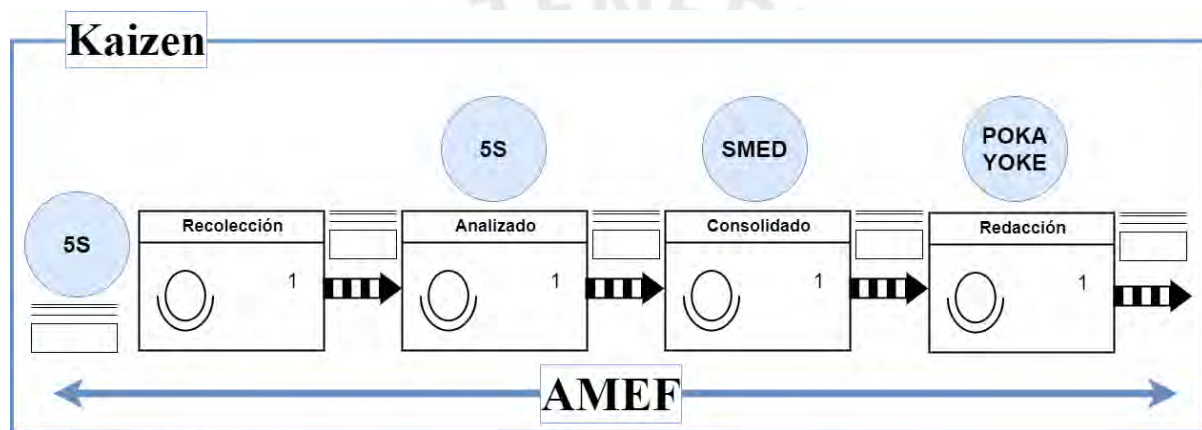 Kaizen
5S
SMED
POKA
YOKE
5S
Recolección
Analizado
Consolidado
Redacción
1
1
1
1
AMEF